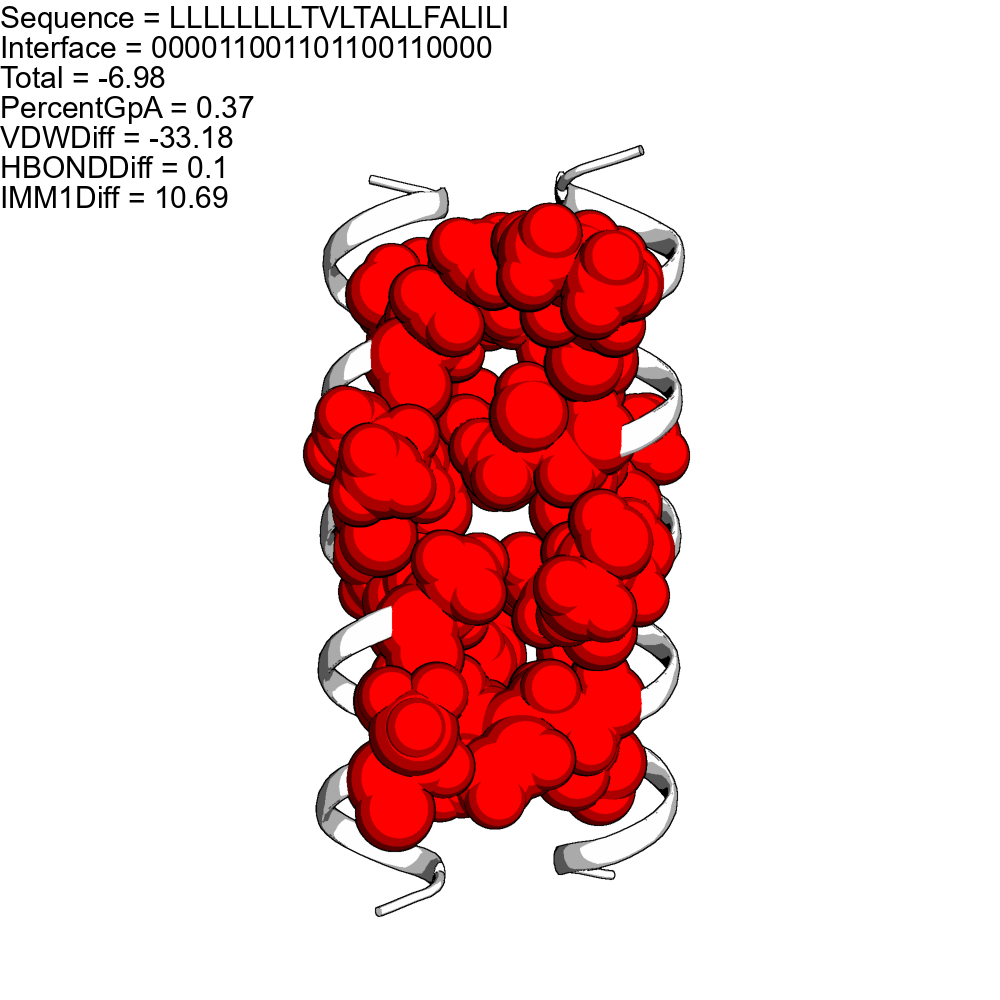 Sequence = LLLLLLLLTVLTALLFALILI
Interface = 000011001101100110000
Total = -6.98
PercentGpA = 0.37
VDWDiff = -33.18
HBONDDiff = 0.1
IMM1Diff = 10.69